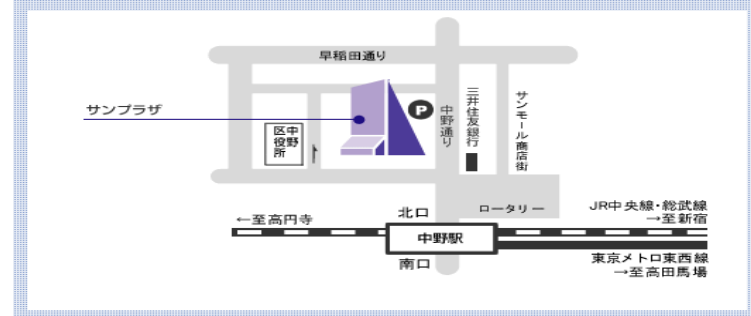 早稲田通り
サンプラザ
P
中野通り
三井住友銀行
サンモール商店街
中野
区役所
北口
ロータリー
JR中央線・総武線
→至新宿
←至高円寺
中野駅
南口
東京メトロ東西線
→至高田馬場